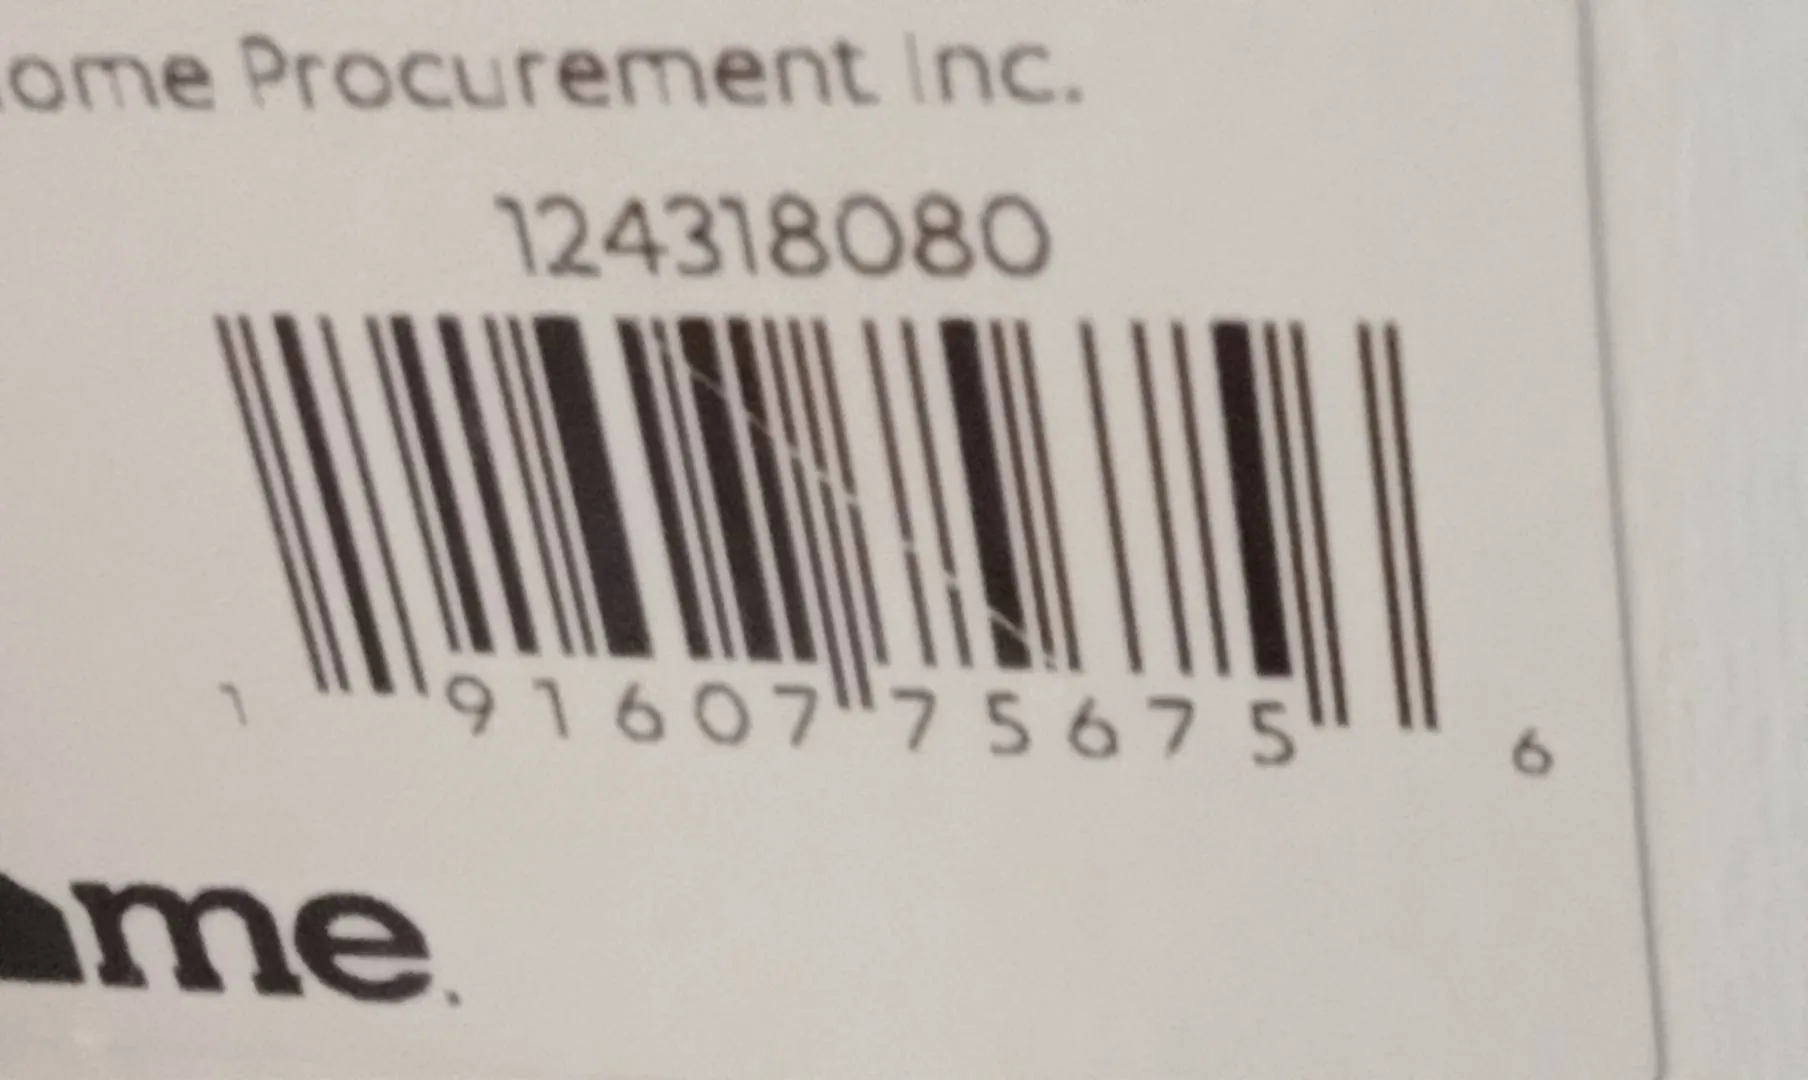 ome Procurement Inc.
124318080
1 91607 75675 6
me.